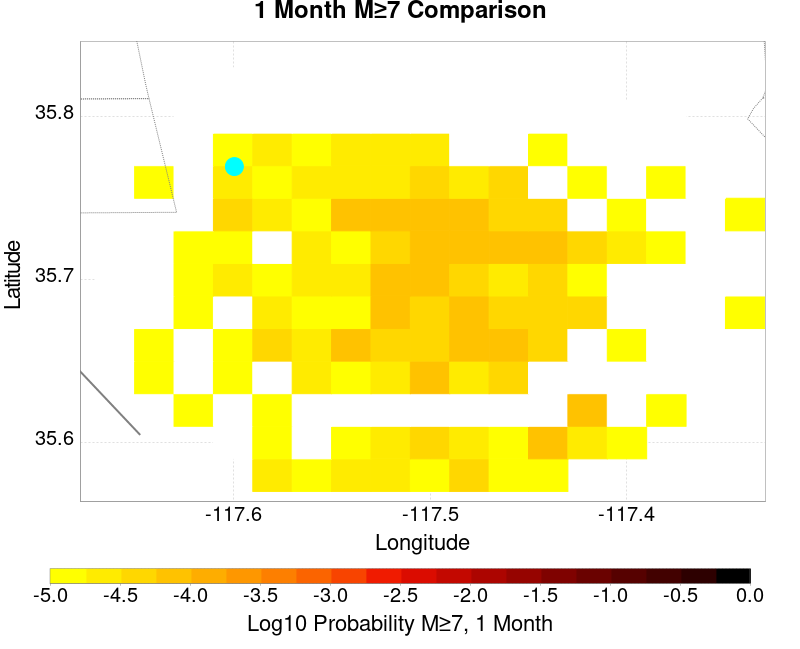 1 Month M≥7 Comparison
35.8
35.7
35.6
Latitude
-117.6 -117.5 -117.4
Longitude
-5.0 -4.5 -4.0 -3.5 -3.0 -2.5 -2.0 -1.5 -1.0 -0.5 0.0
Log10 Probability M≥7, 1 Month